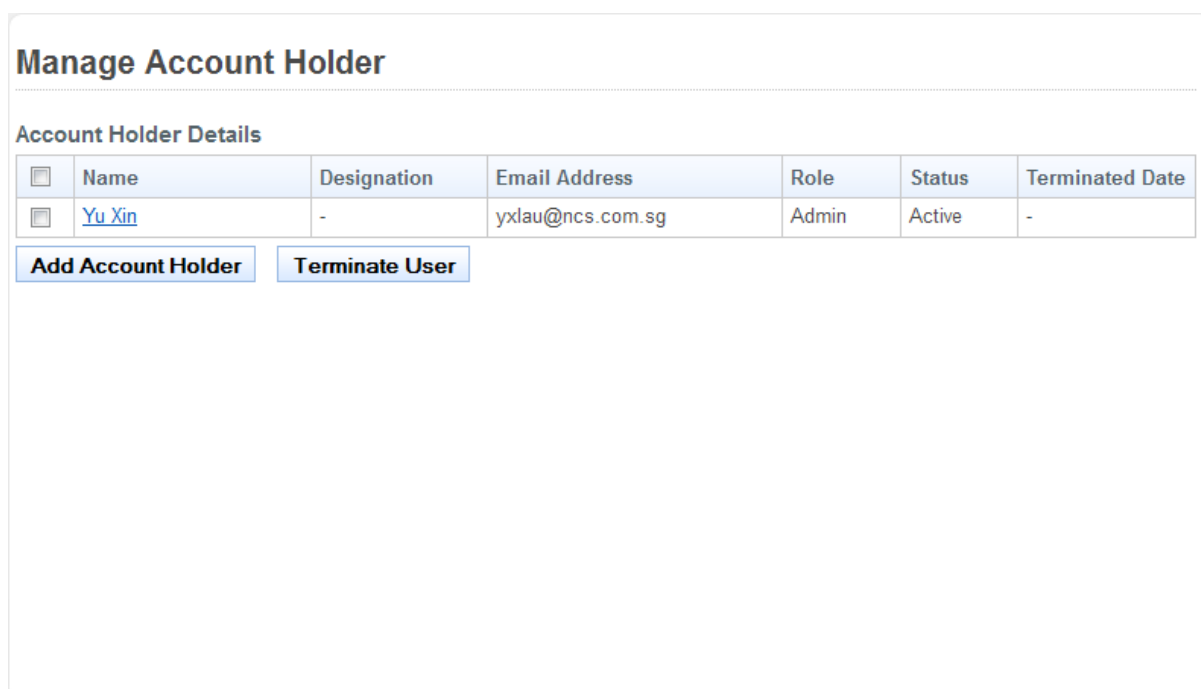 Manage Account Holder
Account Holder Details
Name Designation Email Address Role Status Terminated Date
Yu Xin - yxlau@ncs.com.sg Admin Active -
Add Account Holder Terminate User